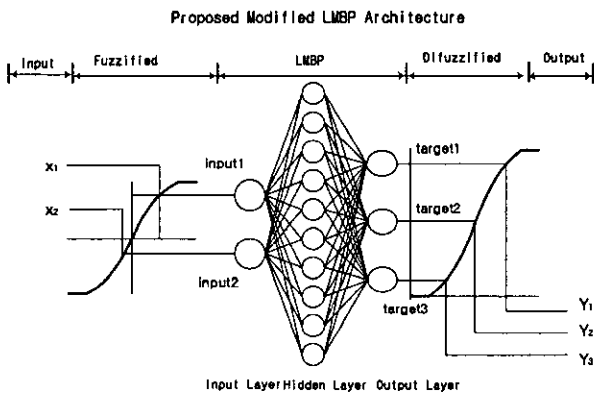 Proposed Modified LMBP Architecture
Input Fuzzified LMBP Difuzzified Output
x1
x2
input1
input2
target1
target2
target3
Y1
Y2
Y3
Input Layer Hidden Layer Output Layer